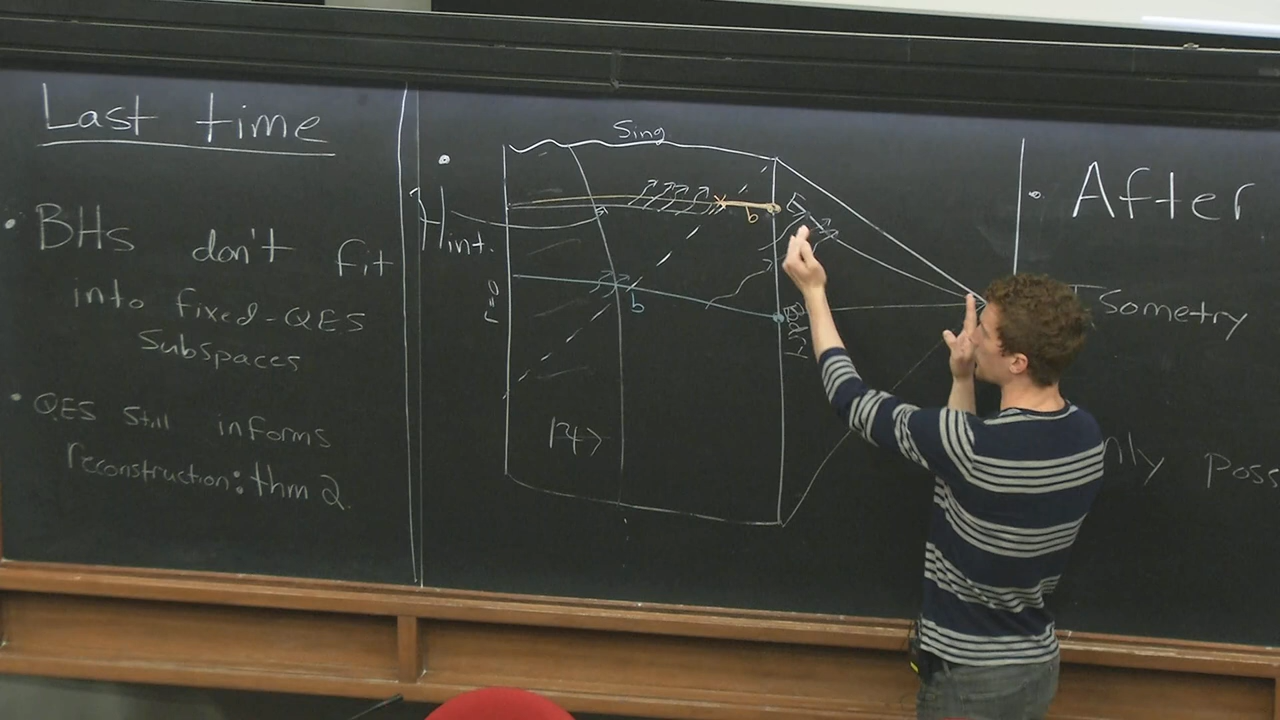 Last time
• BHs don't fit
into fixed-QES
Subspaces
• QES still informs
reconstruction: thm 2
•
Sing
Hint.
r=0
b
b
Bdry
|ψ>
• After
Isometry
nly poss